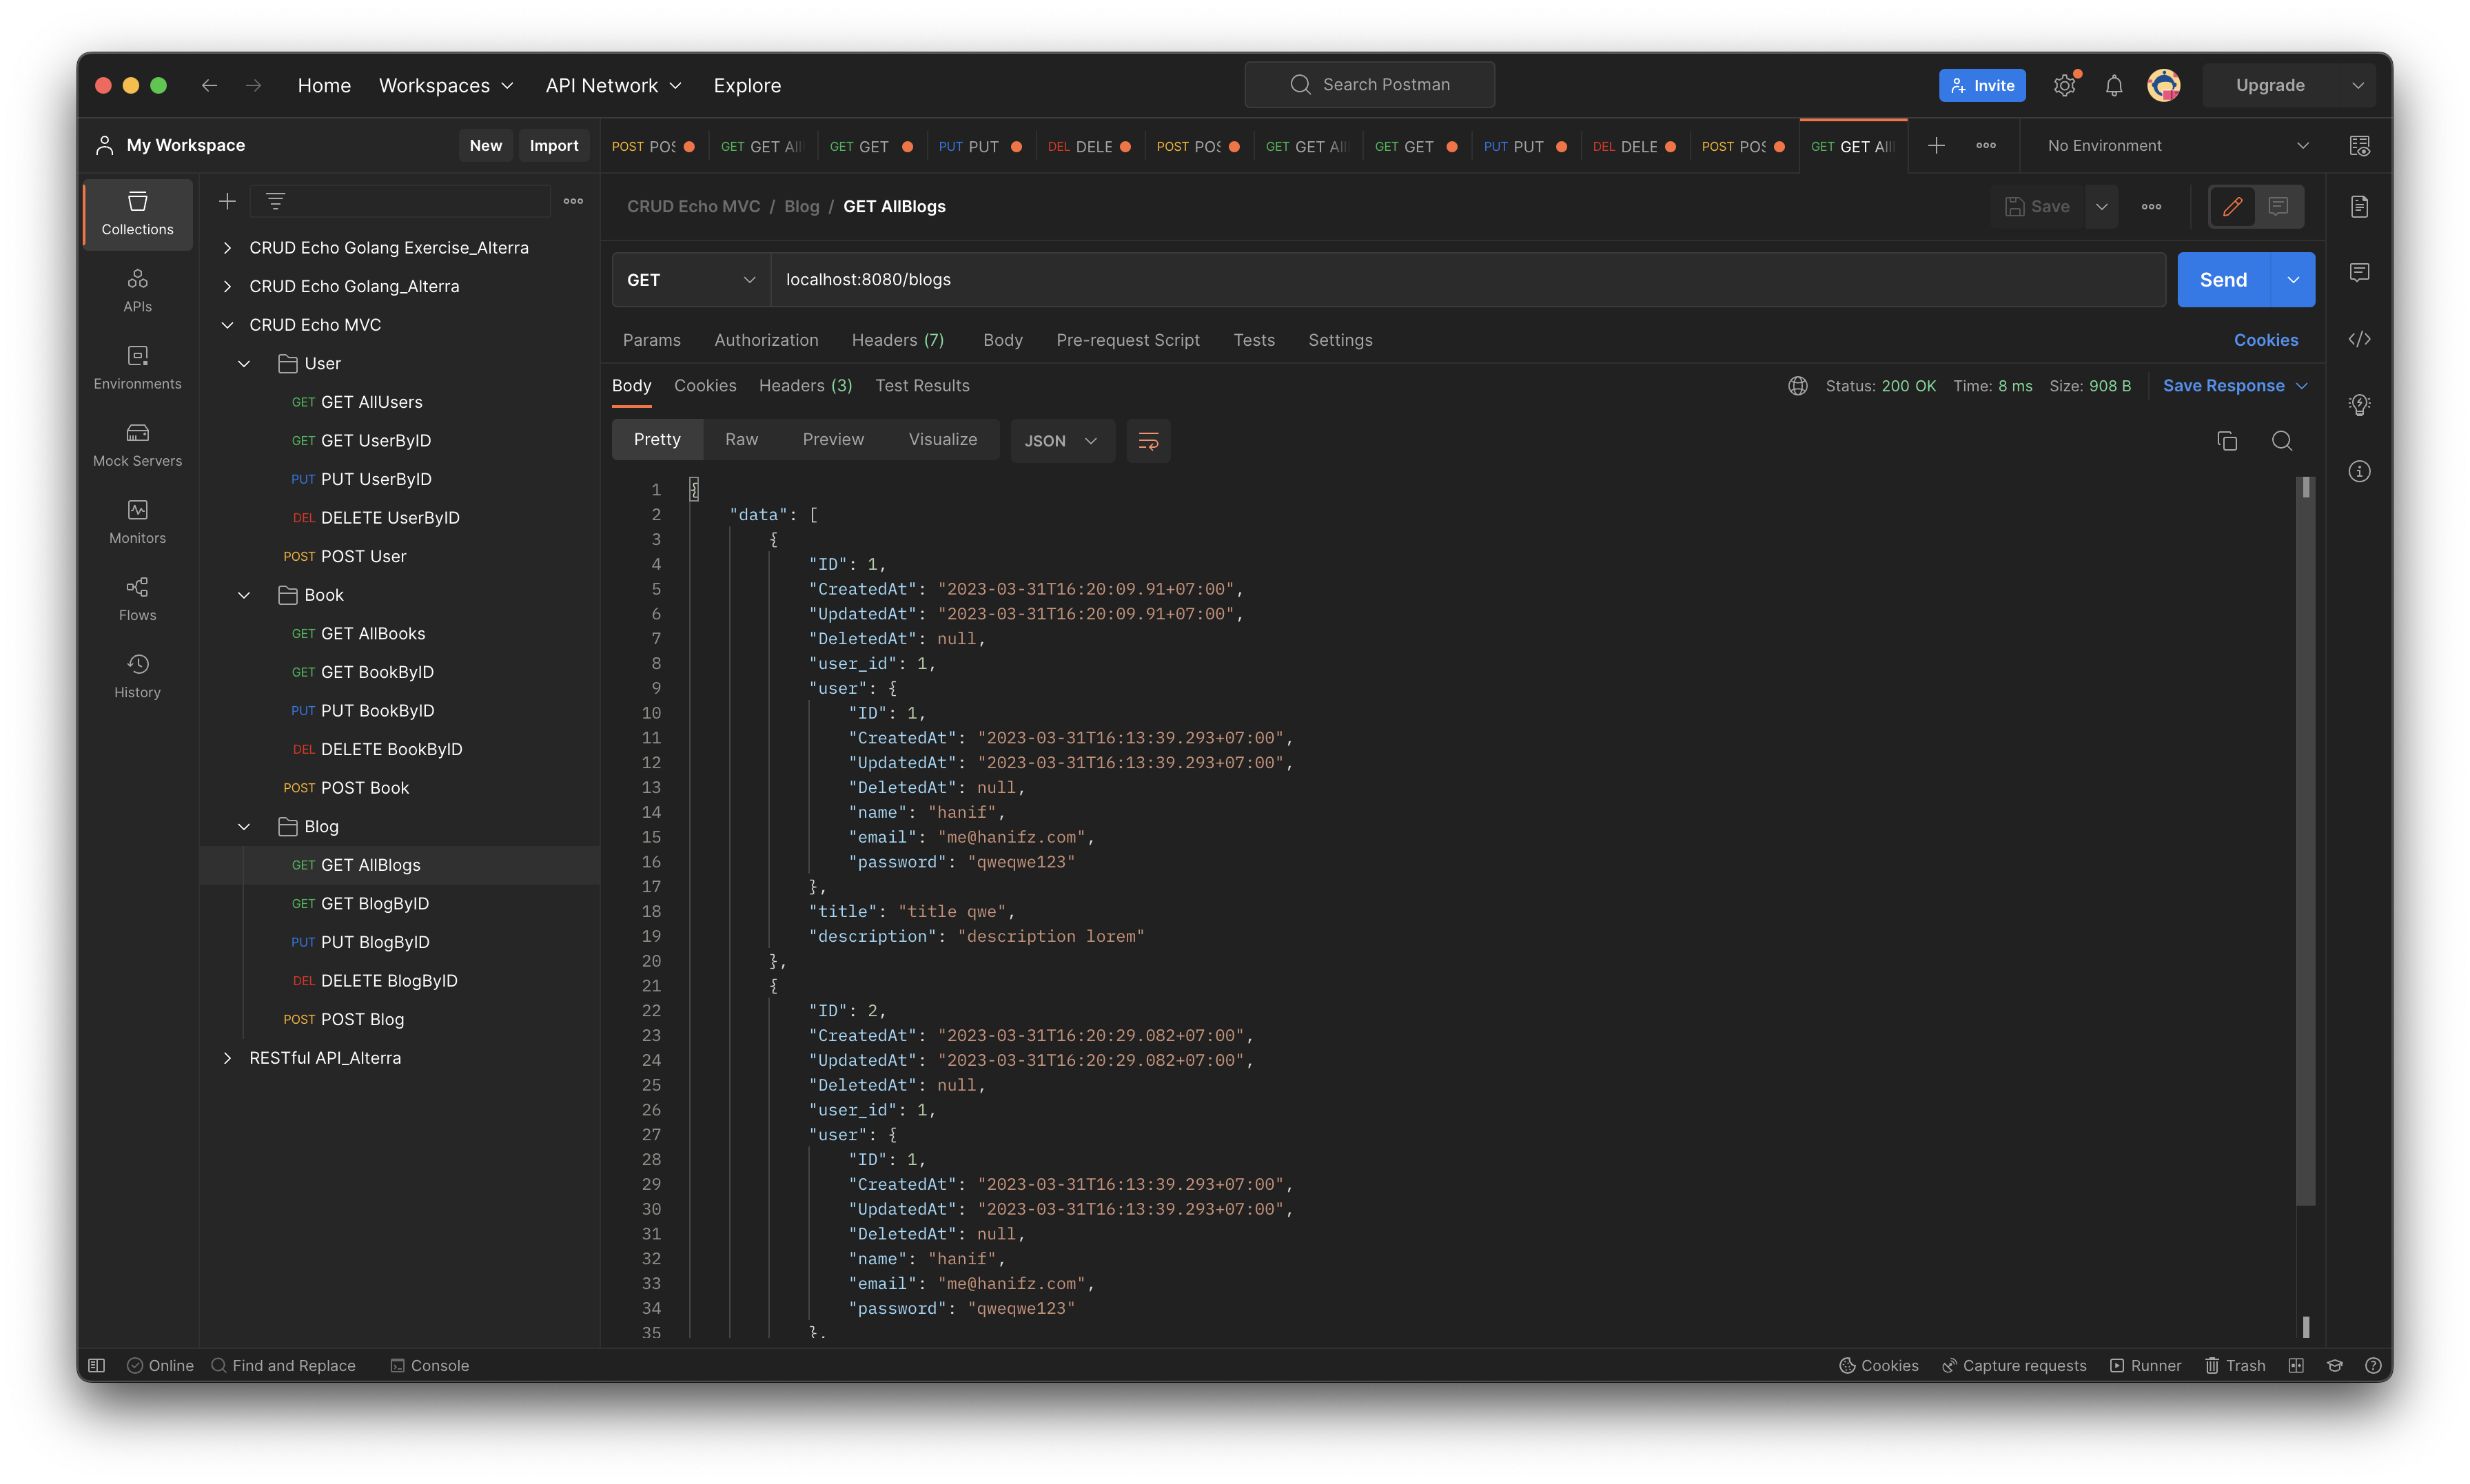 Home Workspaces API Network Explore Search Postman Invite Upgrade
My Workspace New Import
POST POS GET GET All GET GET PUT PUT DEL DELE POST POS GET GET All GET GET PUT PUT DEL DELE POST POS GET GET All No Environment
Collections
APIs
Environments
Mock Servers
Monitors
Flows
History
CRUD Echo Golang Exercise_Alterra
CRUD Echo Golang_Alterra
CRUD Echo MVC
User
GET GET AllUsers
GET GET UserByID
PUT PUT UserByID
DEL DELETE UserByID
POST POST User
Book
GET GET AllBooks
GET GET BookByID
PUT PUT BookByID
DEL DELETE BookByID
POST POST Book
Blog
GET GET AllBlogs
GET GET BlogByID
PUT PUT BlogByID
DEL DELETE BlogByID
POST POST Blog
RESTful API_Alterra
CRUD Echo MVC / Blog / GET AllBlogs Save
GET localhost:8080/blogs Send
Params Authorization Headers (7) Body Pre-request Script Tests Settings Cookies
Body Cookies Headers (3) Test Results Status: 200 OK Time: 8 ms Size: 908 B Save Response
Pretty Raw Preview Visualize JSON
1 {
2 "data": [
3 {
4 "ID": 1,
5 "CreatedAt": "2023-03-31T16:20:09.91+07:00",
6 "UpdatedAt": "2023-03-31T16:20:09.91+07:00",
7 "DeletedAt": null,
8 "user_id": 1,
9 "user": {
10 "ID": 1,
11 "CreatedAt": "2023-03-31T16:13:39.293+07:00",
12 "UpdatedAt": "2023-03-31T16:13:39.293+07:00",
13 "DeletedAt": null,
14 "name": "hanif",
15 "email": "me@hanifz.com",
16 "password": "qweqwe123"
17 },
18 "title": "title qwe",
19 "description": "description lorem"
20 },
21 {
22 "ID": 2,
23 "CreatedAt": "2023-03-31T16:20:29.082+07:00",
24 "UpdatedAt": "2023-03-31T16:20:29.082+07:00",
25 "DeletedAt": null,
26 "user_id": 1,
27 "user": {
28 "ID": 1,
29 "CreatedAt": "2023-03-31T16:13:39.293+07:00",
30 "UpdatedAt": "2023-03-31T16:13:39.293+07:00",
31 "DeletedAt": null,
32 "name": "hanif",
33 "email": "me@hanifz.com",
34 "password": "qweqwe123"
35 },
Online Find and Replace Console Cookies Capture requests Runner Trash